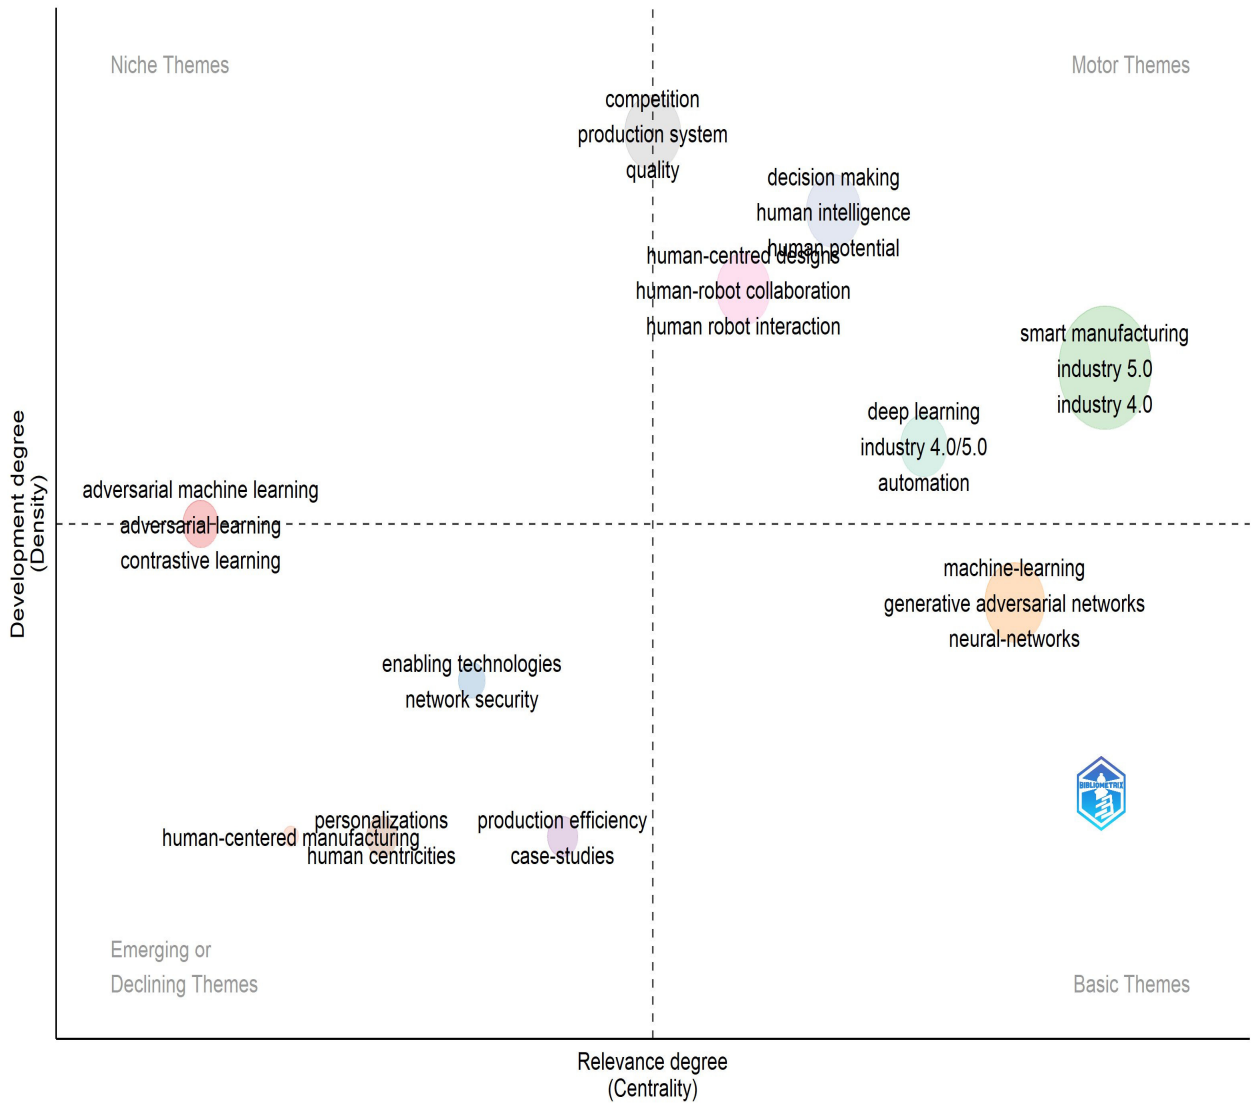 Niche Themes
Motor Themes
competition
production system
quality
decision making
human intelligence
human potential
human-centred designs
human-robot collaboration
human robot interaction
smart manufacturing
industry 5.0
industry 4.0
deep learning
industry 4.0/5.0
automation
adversarial machine learning
adversarial learning
contrastive learning
machine-learning
generative adversarial networks
neural-networks
enabling technologies
network security
BIBLIOMETRIX
human-centered manufacturing
personalizations
human centricities
production efficiency
case-studies
Emerging or
Declining Themes
Basic Themes
Development degree
(Density)
Relevance degree
(Centrality)